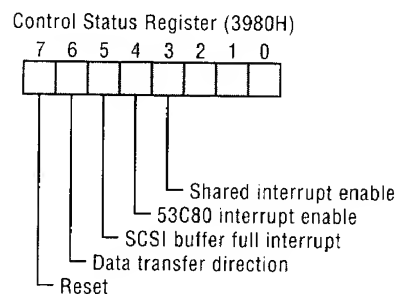 Control Status Register (3980H)
7 6 5 4 3 2 1 0
Shared interrupt enable
53C80 interrupt enable
SCSI buffer full interrupt
Data transfer direction
Reset